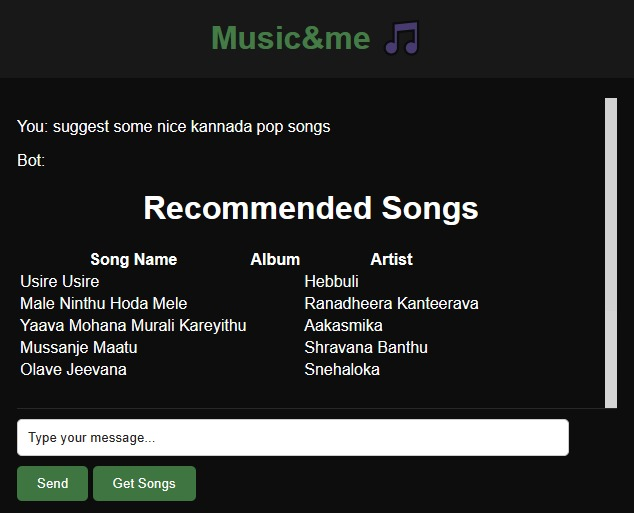 Music&me 🎵
You: suggest some nice kannada pop songs
Bot:
Recommended Songs
Song Name Album Artist
Usire Usire Hebbuli
Male Ninthu Hoda Mele Ranadheera Kanteerava
Yaava Mohana Murali Kareyithu Aakasmika
Mussanje Maatu Shravana Banthu
Olave Jeevana Snehaloka
Type your message...
Send Get Songs